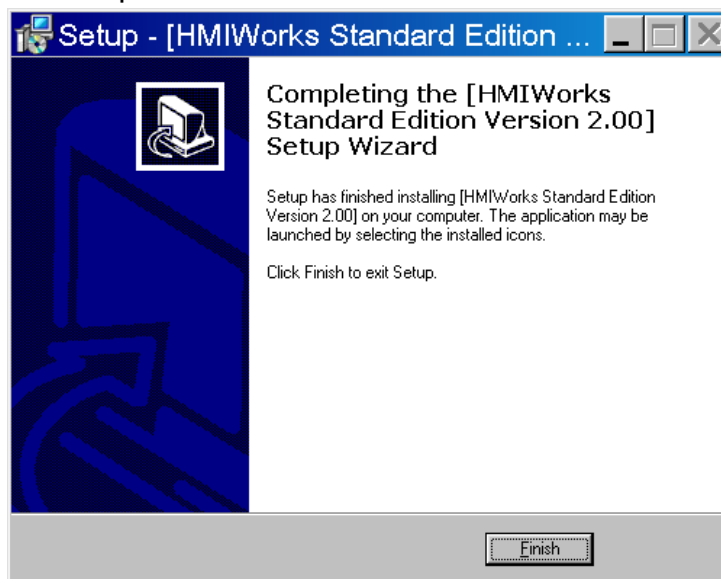 Setup - [HMIWorks Standard Edition ...
Completing the [HMIWorks
Standard Edition Version 2.00]
Setup Wizard
Setup has finished installing [HMIWorks Standard Edition
Version 2.00] on your computer. The application may be
launched by selecting the installed icons.
Click Finish to exit Setup.
Finish